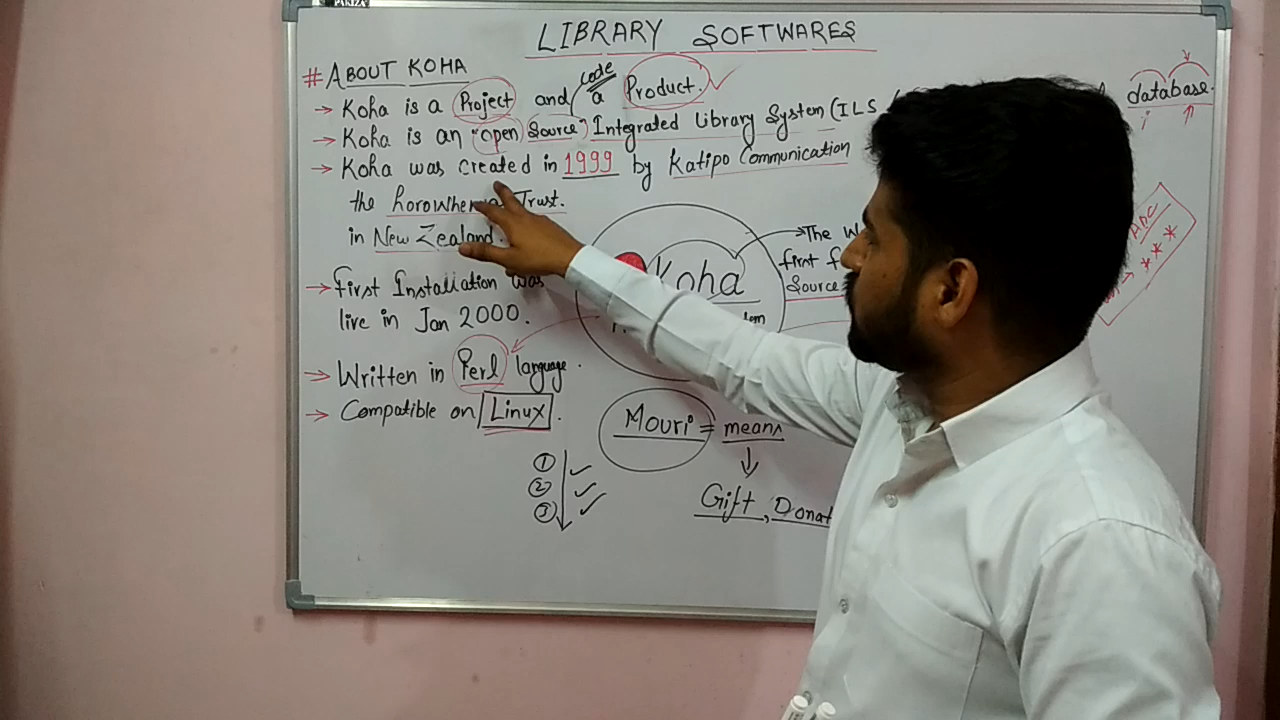 LIBRARY SOFTWARES
# ABOUT KOHA
→ Koha is a Project and a Product. ✓
code
→ Koha is an "open Source" Integrated Library System (ILS
database.
i
→ Koha was created in 1999 by Katipo Communication
the horowhen Trust.
in New Zealand.
→ First Installation was
live in Jan 2000.
→ Written in Perl language.
→ Compatible on Linux.
① ✓
② ✓
③ ✓
Koha
→ The
first
Source
***
Mouri = means
↓
Gift, Donat